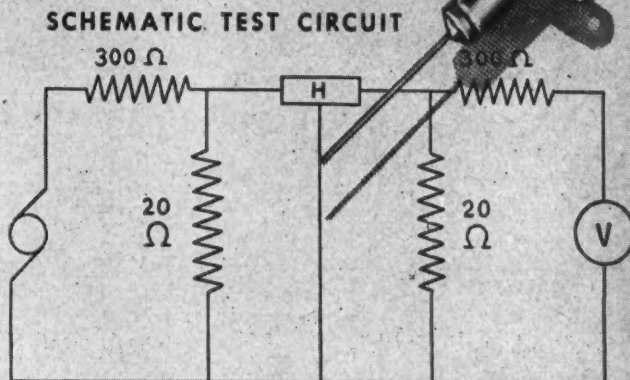 SCHEMATIC TEST CIRCUIT
300 Ω
300 Ω
H
20
Ω
20
Ω
V